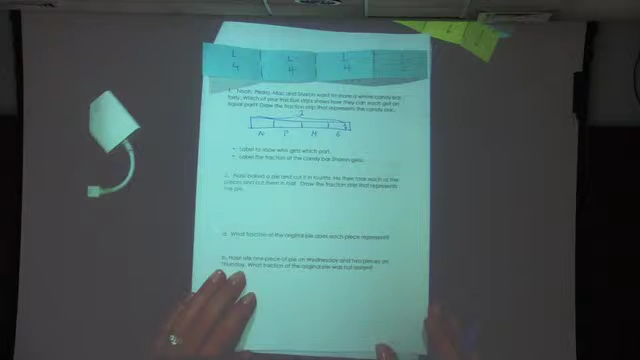 1 1 1
4 4 4
1. Noah, Pedro, Mac and Sharon want to share a whole candy bar
fairly. Which of your fraction strips shows how they can each get an
equal part? Draw the fraction strip that represents the candy bar.
1
N P M S
• Label to show who gets which part.
• Label the fraction of the candy bar Sharon gets.
2. Nasir baked a pie and cut it in fourths. He then took each of the
pieces and cut them in half. Draw the fraction strip that represents
the pie.
a. What fraction of the original pie does each piece represent?
b. Nasir ate one piece of pie on Wednesday and two pieces on
Thursday. What fraction of the original pie was not eaten?